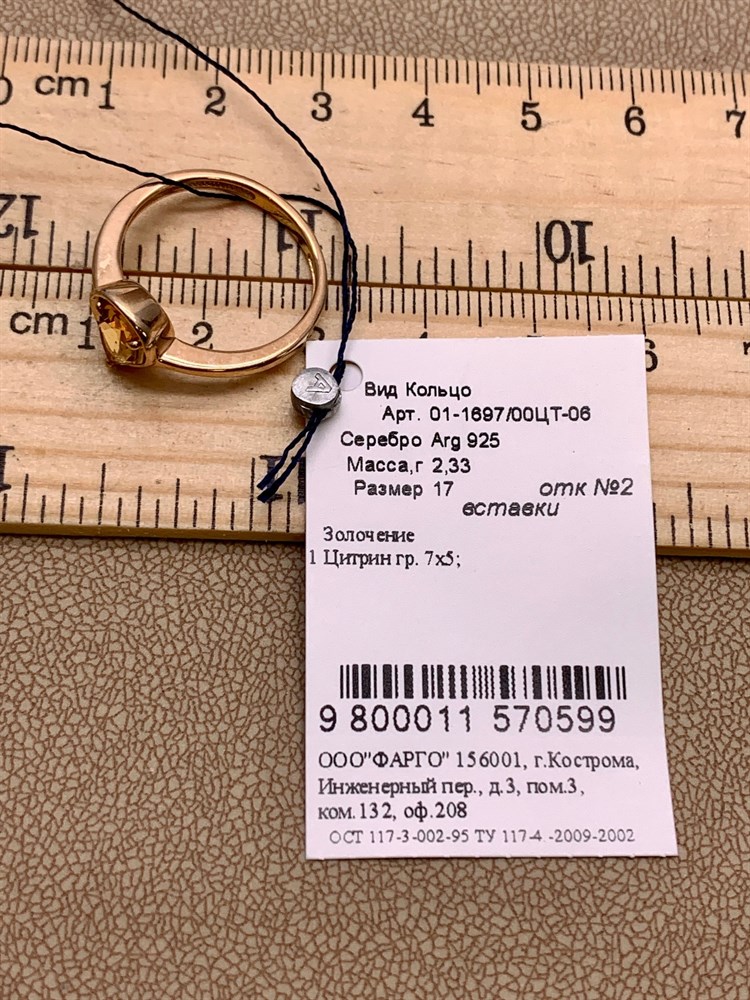 0 cm 1 2 3 4 5 6 7
12 11 10
cm 2 6
11
Вид Кольцо
Арт. 01-1697/00ЦТ-06
Серебро Arg 925
Масса,г 2,33
Размер 17 отк №2
вставки
Золочение
1 Цитрин гр. 7х5;
9 800011 570599
ООО"ФАРГО" 156001, г.Кострома,
Инженерный пер., д.3, пом.3,
ком.132, оф.208
ОСТ 117-3-002-95 ТУ 117-4 -2009-2002